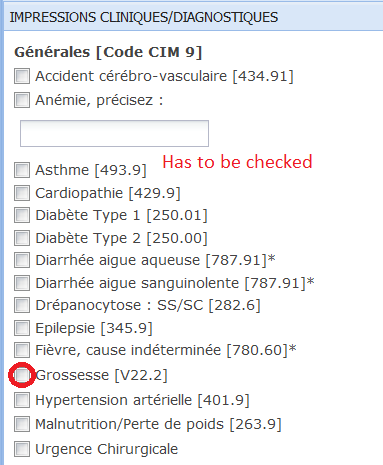 IMPRESSIONS CLINIQUES/DIAGNOSTIQUES
Générales [Code CIM 9]
Accident cérébro-vasculaire [434.91]
Anémie, précisez :
Asthme [493.9]
Has to be checked
Cardiopathie [429.9]
Diabète Type 1 [250.01]
Diabète Type 2 [250.00]
Diarrhée aigue aqueuse [787.91]*
Diarrhée aigue sanguinolente [787.91]*
Drépanocytose : SS/SC [282.6]
Epilepsie [345.9]
Fièvre, cause indéterminée [780.60]*
Grossesse [V22.2]
Hypertension artérielle [401.9]
Malnutrition/Perte de poids [263.9]
Urgence Chirurgicale